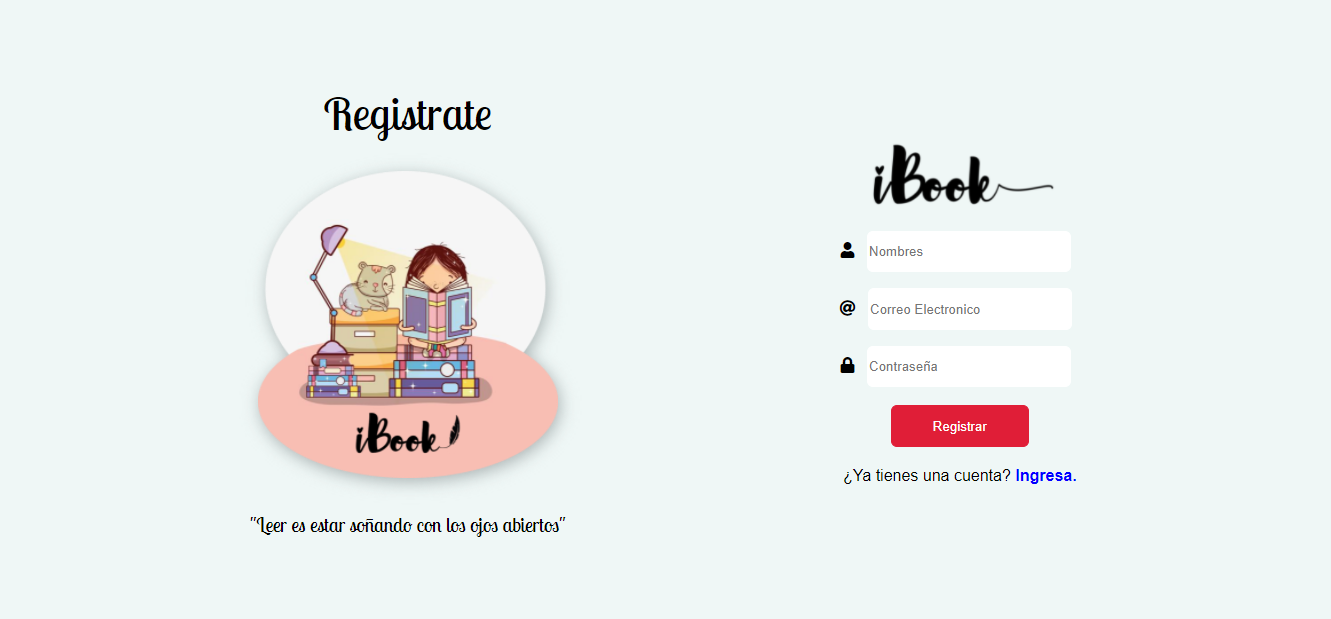 Registrate
iBook
"Leer es estar soñando con los ojos abiertos"
iBook
Nombres
@ Correo Electronico
Contraseña
Registrar
¿Ya tienes una cuenta? Ingresa.